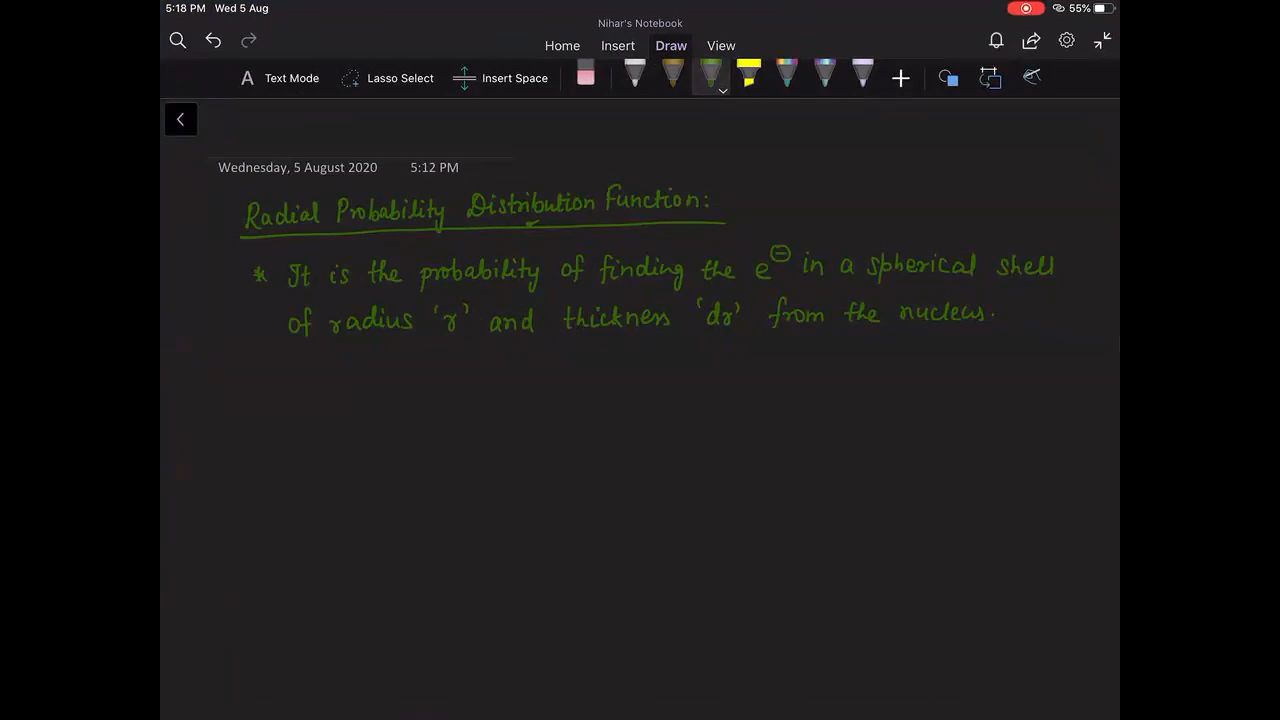 5:18 PM Wed 5 Aug
55%
Nihar's Notebook
Home Insert Draw View
A Text Mode Lasso Select Insert Space
Wednesday, 5 August 2020 5:12 PM
Radial Probability Distribution Function:
* It is the probability of finding the e⊖ in a spherical shell
of radius 'r' and thickness 'dr' from the nucleus.